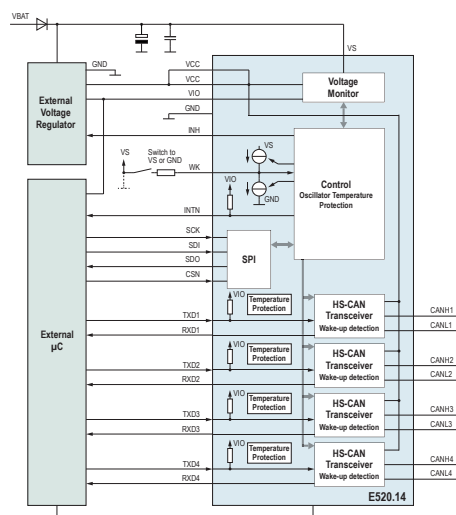 VBAT
VS
GND
VCC
VCC
VIO
GND
INH
External
Voltage
Regulator
Voltage
Monitor
VS
Switch to
VS or GND
WK
VS
GND
VIO
INTN
Control
Oscillator Temperature
Protection
SCK
SDI
SDO
CSN
SPI
External
µC
VIO
Temperature
Protection
TXD1
RXD1
HS-CAN
Transceiver
Wake-up detection
CANH1
CANL1
VIO
Temperature
Protection
TXD2
RXD2
HS-CAN
Transceiver
Wake-up detection
CANH2
CANL2
VIO
Temperature
Protection
TXD3
RXD3
HS-CAN
Transceiver
Wake-up detection
CANH3
CANL3
VIO
Temperature
Protection
TXD4
RXD4
HS-CAN
Transceiver
Wake-up detection
CANH4
CANL4
E520.14